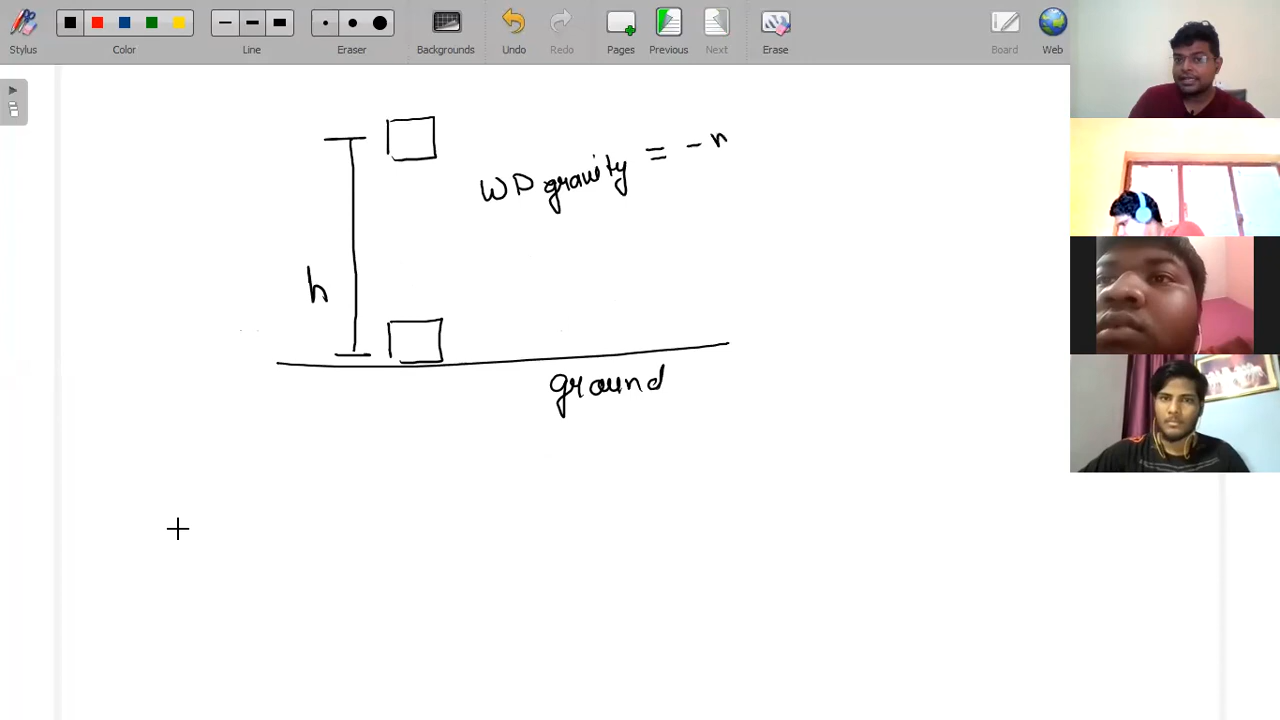 Stylus
Color
Line
Eraser
Backgrounds
Undo
Redo
Pages
Previous
Next
Erase
Board
Web
WD gravity = -
h
ground